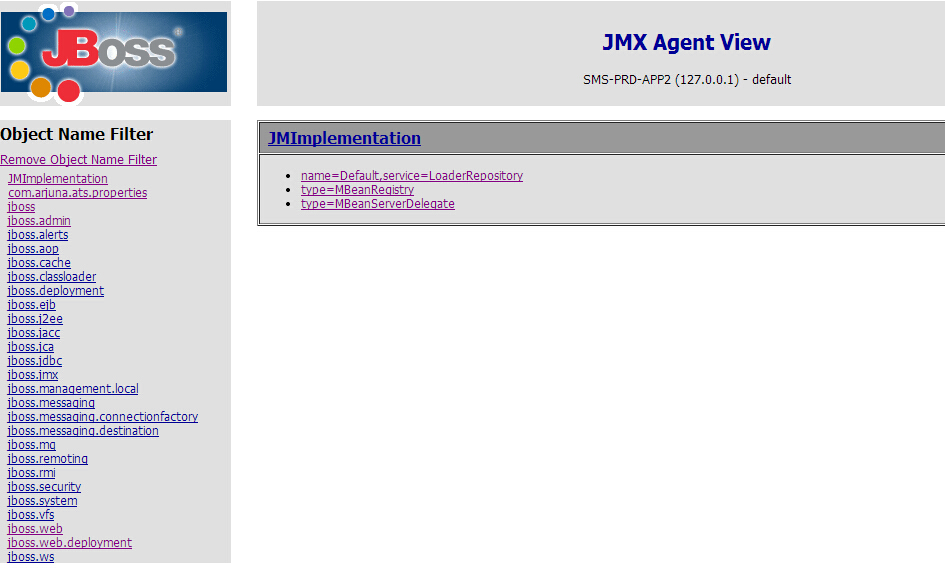 JBoss®
JMX Agent View
SMS-PRD-APP2 (127.0.0.1) - default
Object Name Filter
Remove Object Name Filter
JMImplementation
com.arjuna.ats.properties
jboss
jboss.admin
jboss.alerts
jboss.aop
jboss.cache
jboss.classloader
jboss.deployment
jboss.ejb
jboss.j2ee
jboss.jacc
jboss.jca
jboss.jdbc
jboss.jmx
jboss.management.local
jboss.messaging
jboss.messaging.connectionfactory
jboss.messaging.destination
jboss.mq
jboss.remoting
jboss.rmi
jboss.security
jboss.system
jboss.vfs
jboss.web
jboss.web.deployment
jboss.ws
JMImplementation
name=Default,service=LoaderRepository
type=MBeanRegistry
type=MBeanServerDelegate